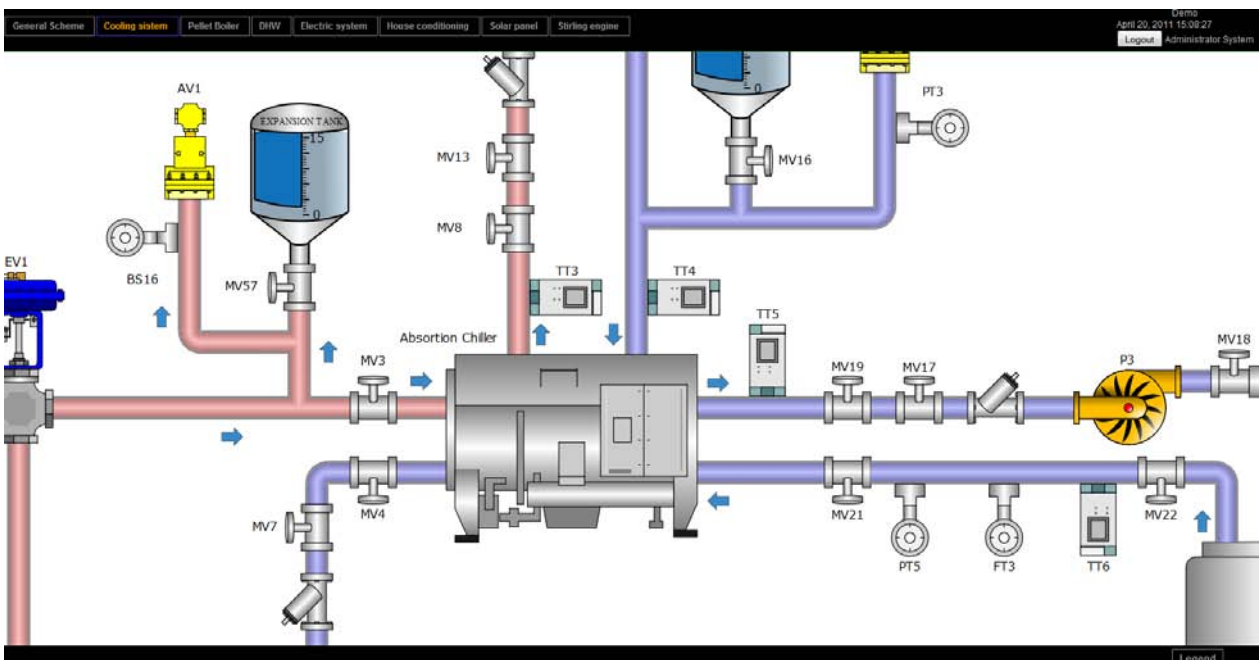 General Scheme Cooling sistem Pellet Boiler DHW Electric system House conditioning Solar panel Stirling engine
Demo
April 20, 2011 15:08:27
Logout Administrator System
AV1
PT3
EXPANSION TANK
15
MV13
MV16
0
MV8
EV1
BS16
MV57
TT3
TT4
TT5
Absortion Chiller
MV3
MV19
MV17
P3
MV18
MV7
MV4
MV21
MV22
PT5
FT3
TT6
Legend